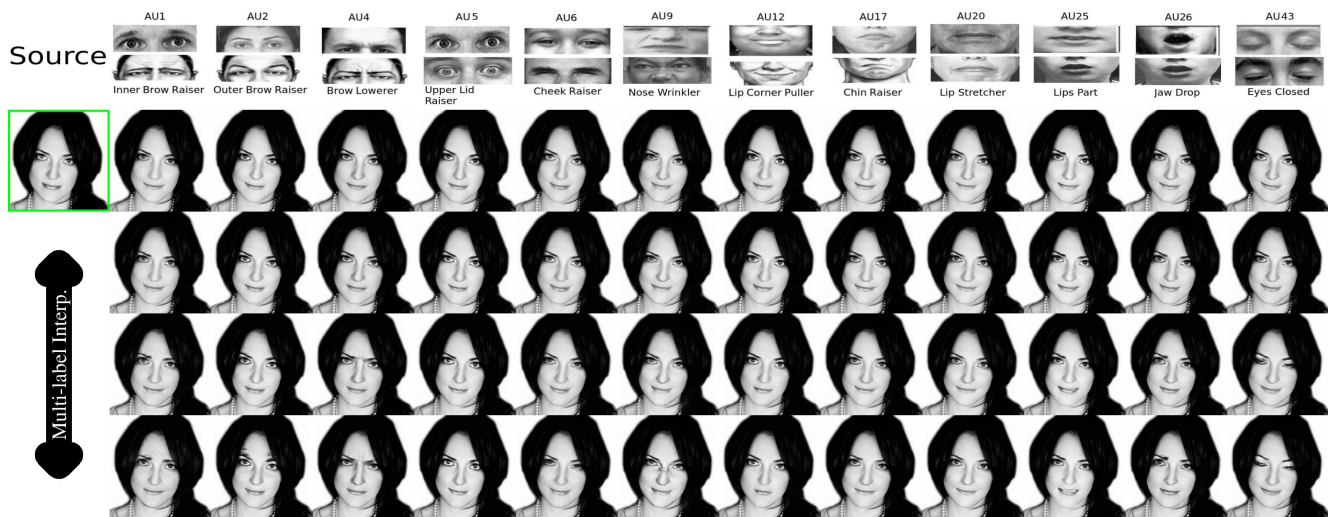 AU1 AU2 AU4 AU5 AU6 AU9 AU12 AU17 AU20 AU25 AU26 AU43
Source
Inner Brow Raiser Outer Brow Raiser Brow Lowerer Upper Lid Cheek Raiser Nose Wrinkler Lip Corner Puller Chin Raiser Lip Stretcher Lips Part Jaw Drop Eyes Closed
Raiser
Multi-label Interp.